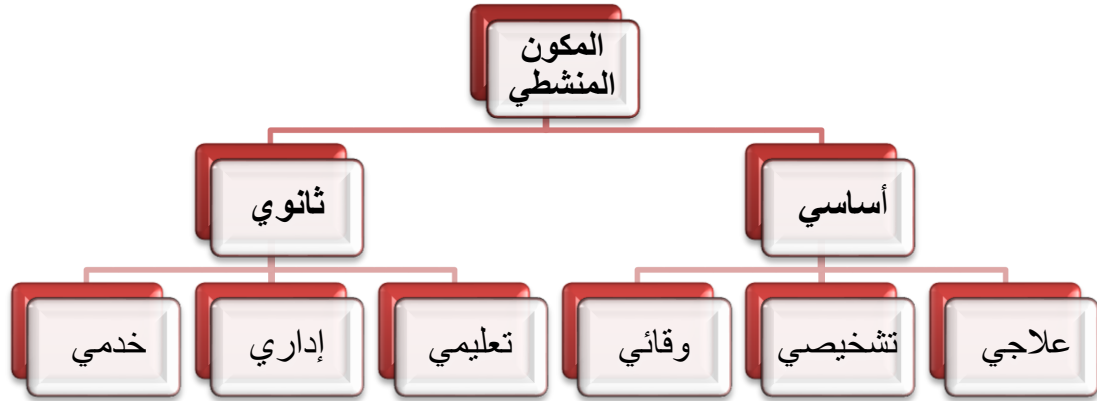 المكون
المنشطي
أساسي
ثانوي
علاجي
تشخيصي
وقائي
تعليمي
إداري
خدمي